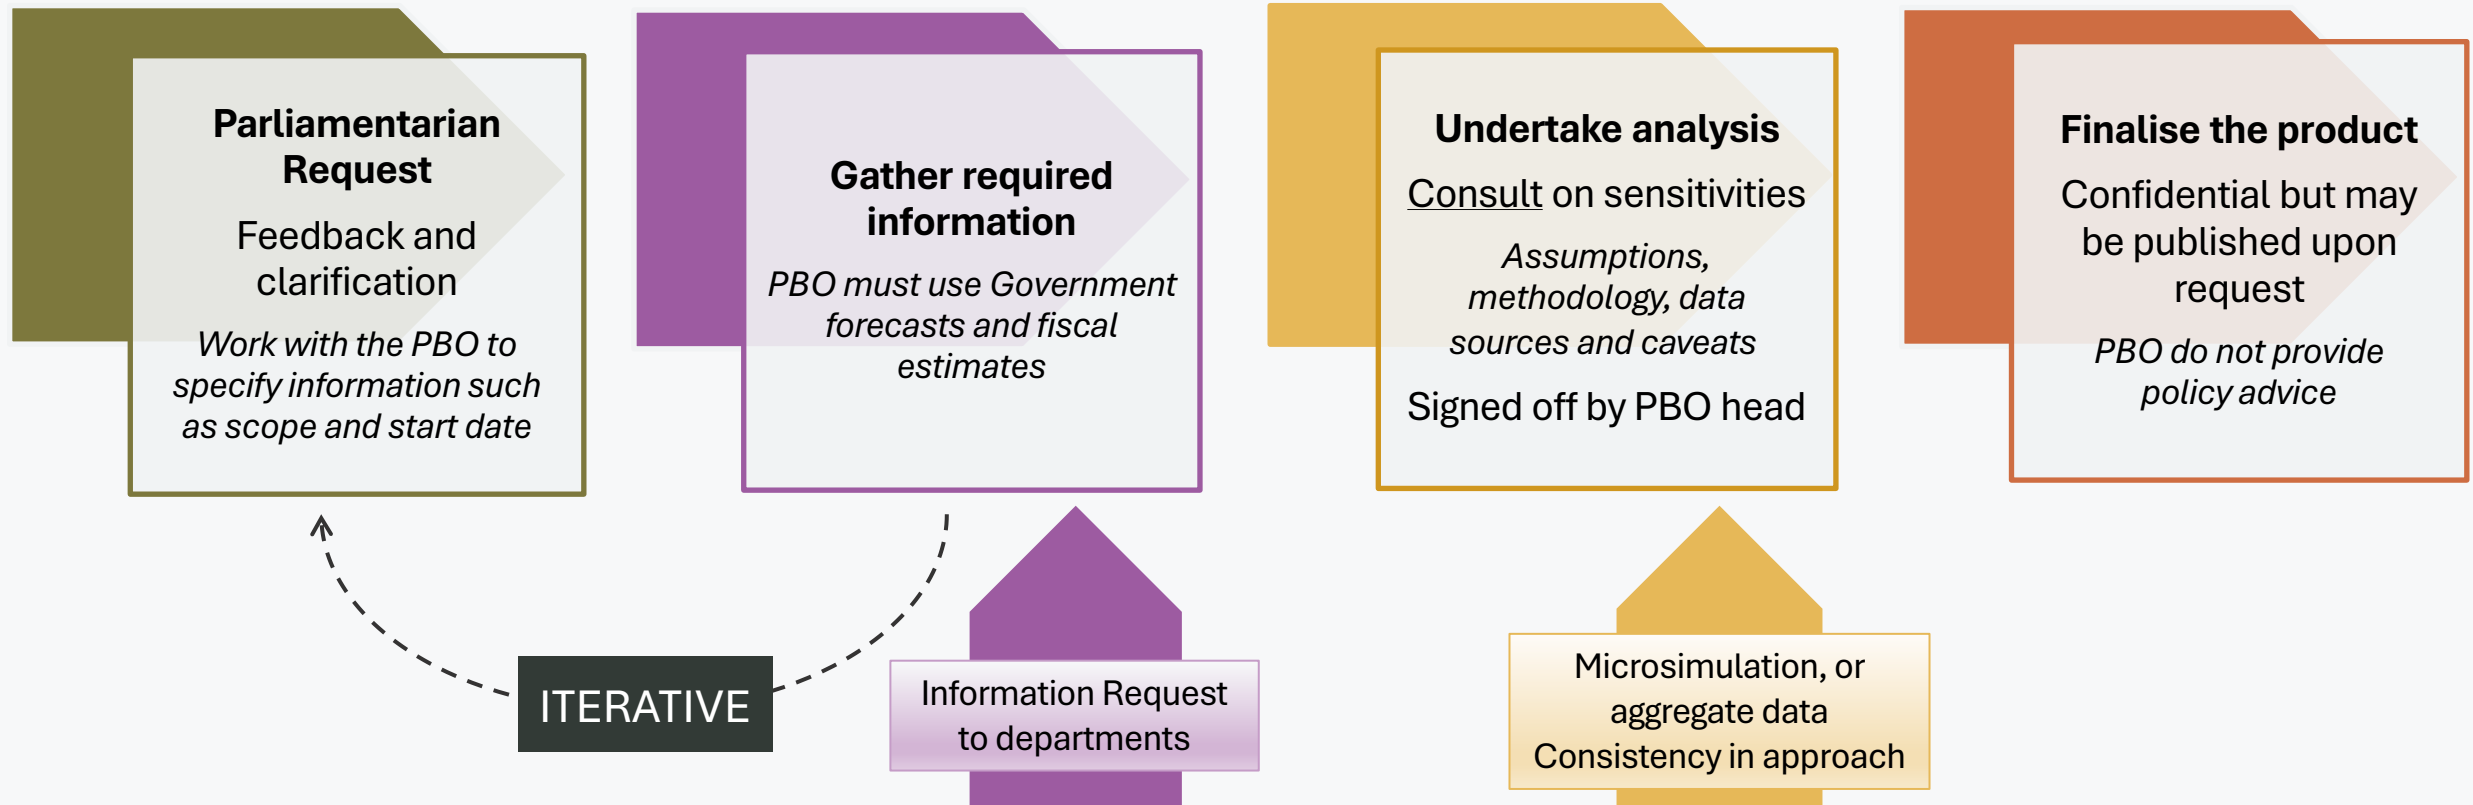 Parliamentarian
Request
Feedback and
clarification
Work with the PBO to
specify information such
as scope and start date
Gather required
information
PBO must use Government
forecasts and fiscal
estimates
Undertake analysis
Consult on sensitivities
Assumptions,
methodology, data
sources and caveats
Signed off by PBO head
Finalise the product
Confidential but may
be published upon
request
PBO do not provide
policy advice
ITERATIVE
Information Request
to departments
Microsimulation, or
aggregate data
Consistency in approach